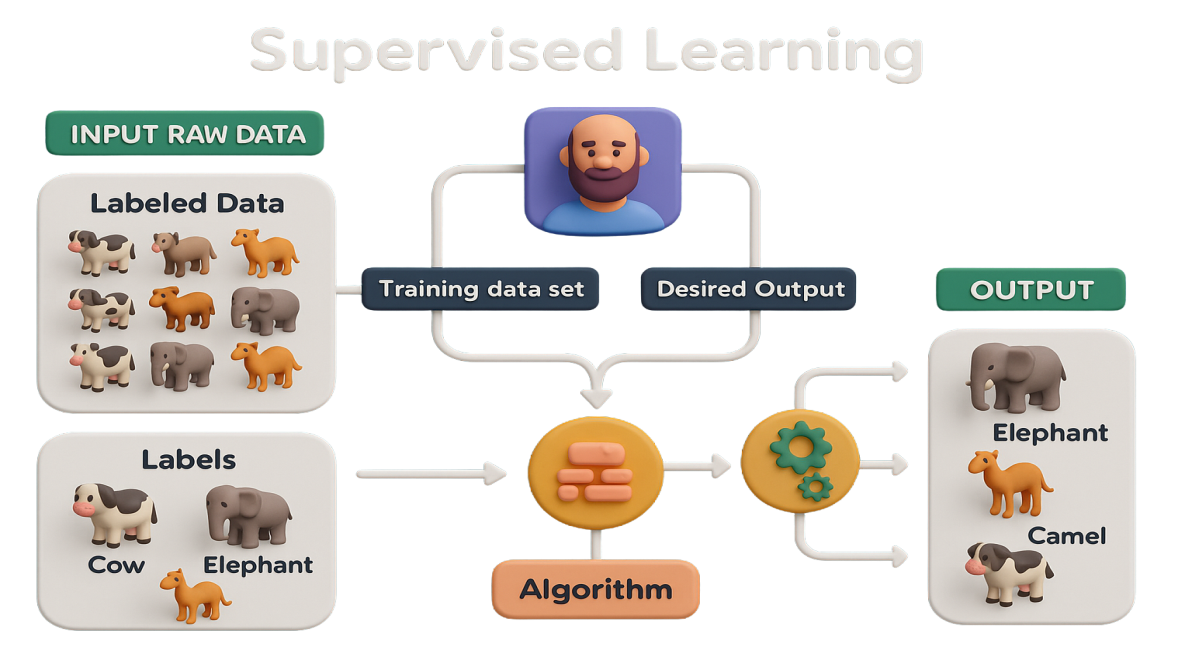 Supervised Learning
INPUT RAW DATA
Labeled Data
Training data set
Desired Output
OUTPUT
Labels
Cow
Elephant
Algorithm
Elephant
Camel